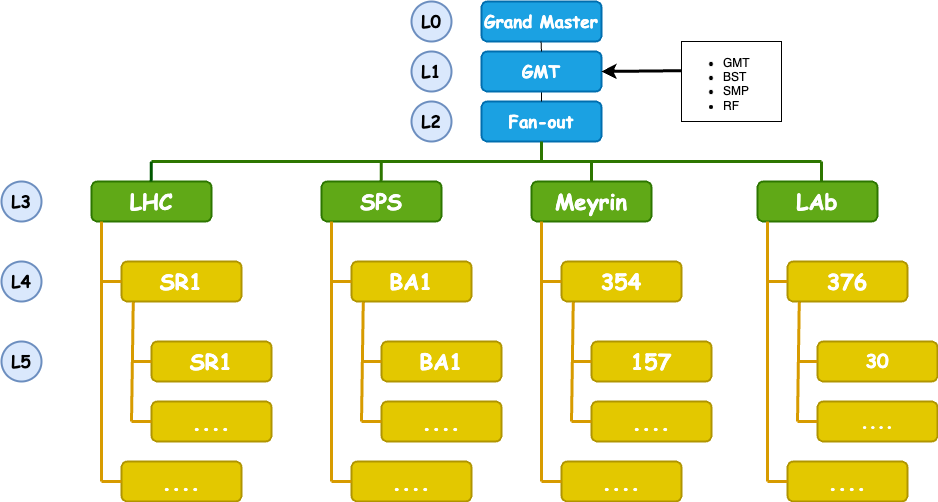 L0
Grand Master
L1
GMT
• GMT
• BST
• SMP
• RF
L2
Fan-out
L3
LHC
SPS
Meyrin
LAb
L4
SR1
BA1
354
376
L5
SR1
BA1
157
30
....
....
....
....
....
....
....
....